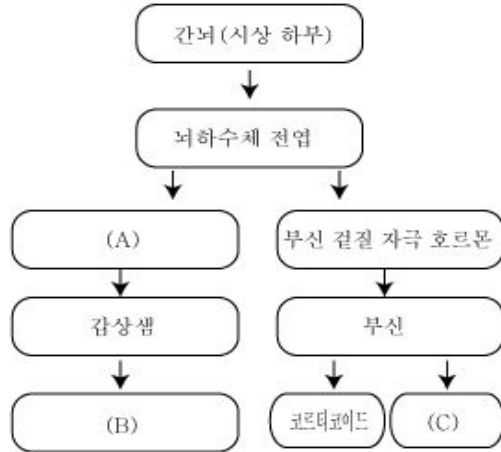 간뇌(시상 하부)
뇌하수체 전엽
(A)
부신 겉질 자극 호르몬
갑상샘
부신
(B)
코르티코이드
(C)